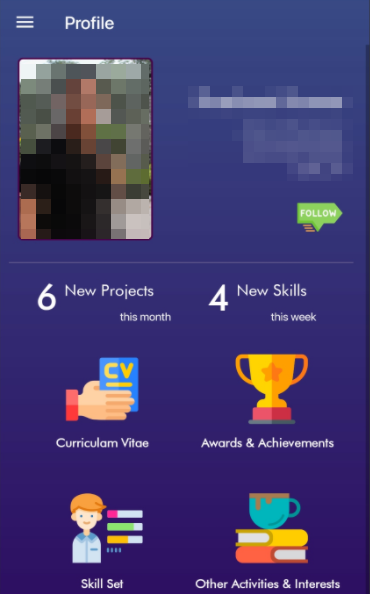 Profile
FOLLOW
6 New Projects
this month
4 New Skills
this week
CV
Curriculam Vitae
Awards & Achievements
Skill Set
Other Activities & Interests